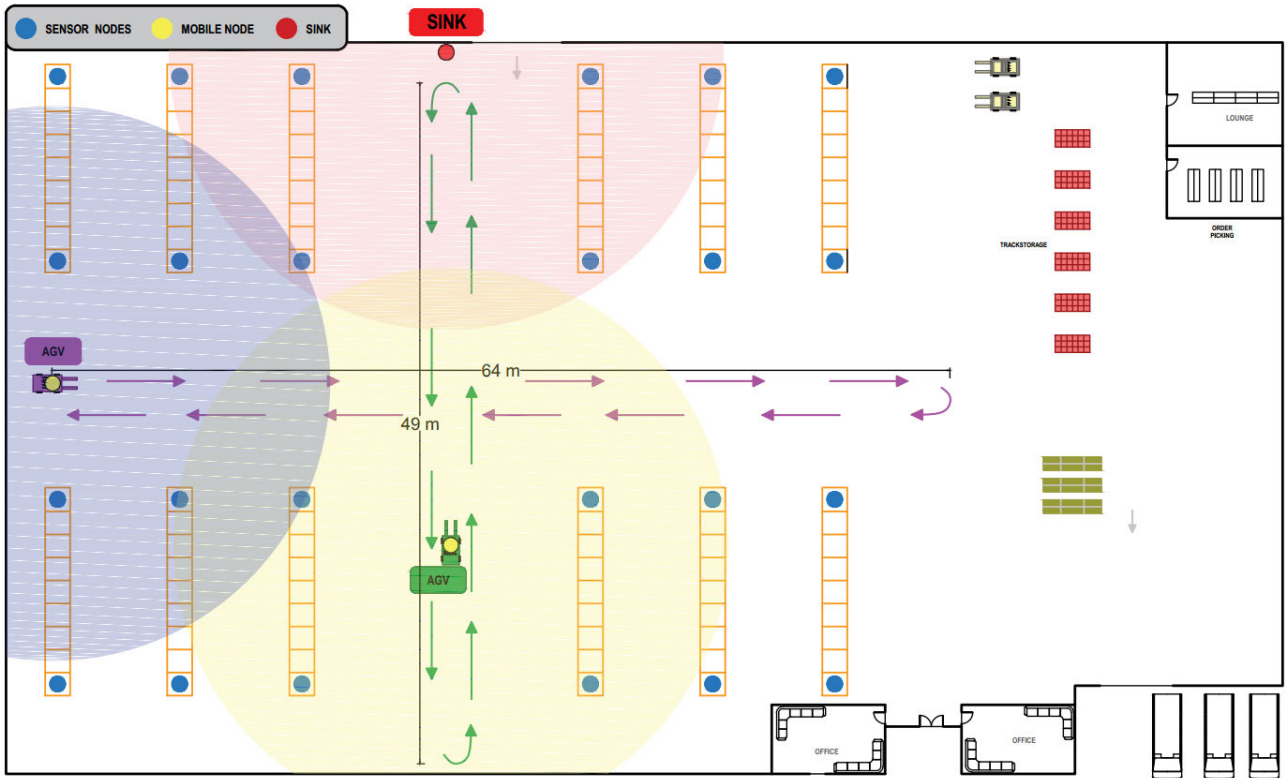 SENSOR NODES
MOBILE NODE
SINK
SINK
LOUNGE
ORDER
PICKING
TRACKSTORAGE
AGV
64 m
49 m
AGV
OFFICE
OFFICE